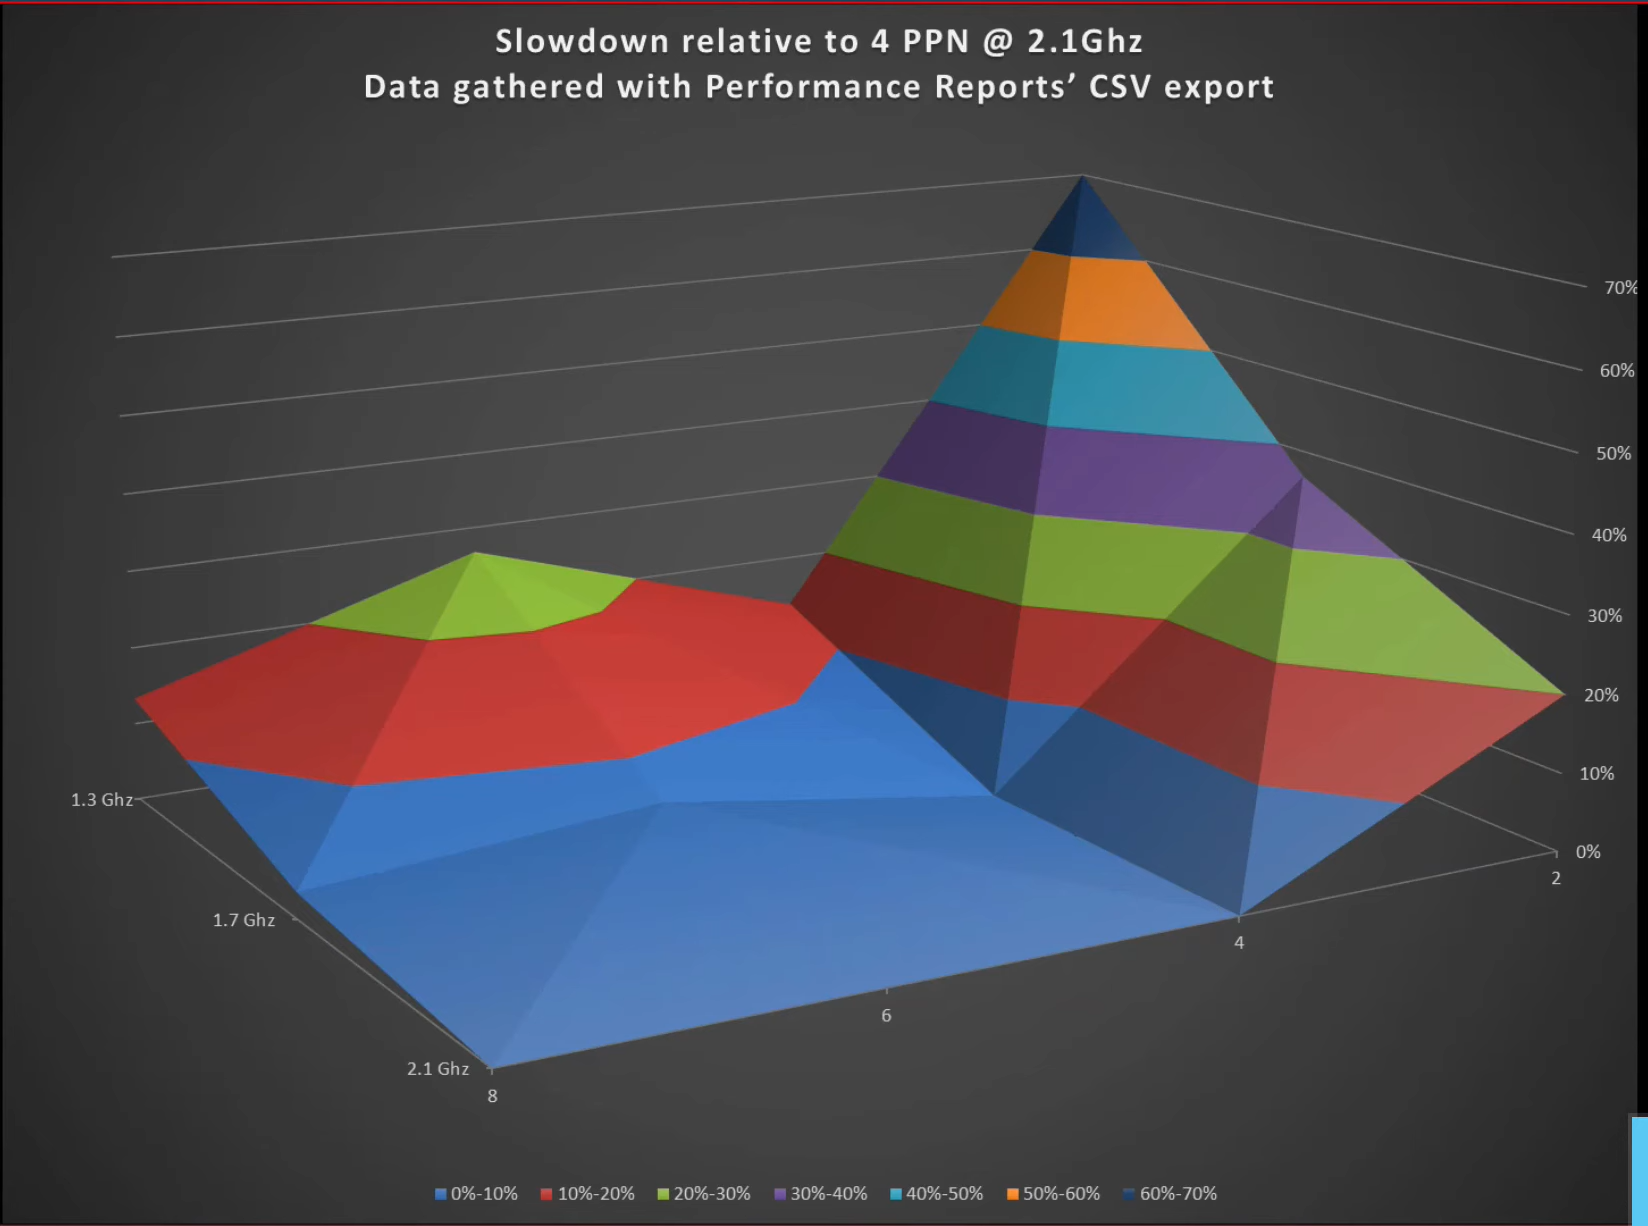 Slowdown relative to 4 PPN @ 2.1Ghz
Data gathered with Performance Reports’ CSV export
70%
60%
50%
40%
30%
20%
10%
0%
1.3 Ghz
1.7 Ghz
2.1 Ghz
2
4
6
8
0%-10% 10%-20% 20%-30% 30%-40% 40%-50% 50%-60% 60%-70%